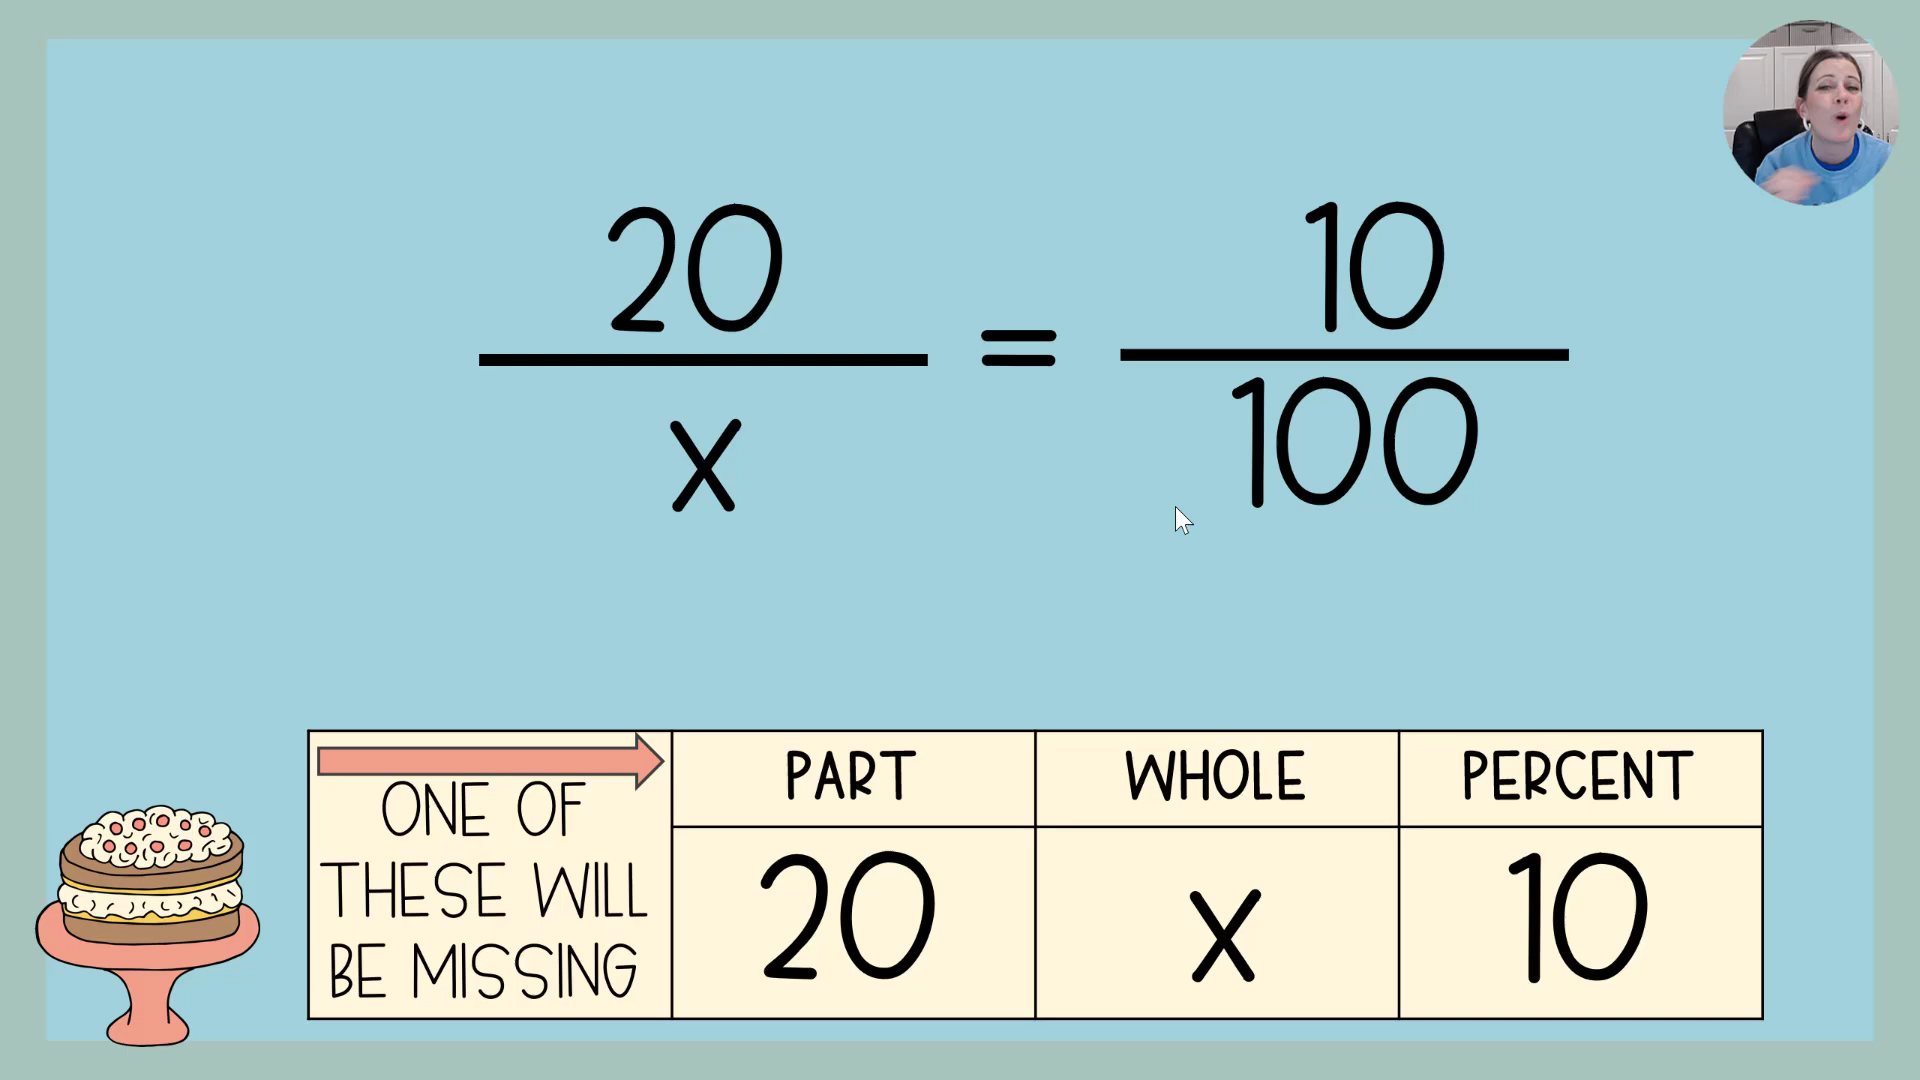 20
x
=
10
100
ONE OF
THESE WILL
BE MISSING
PART
WHOLE
PERCENT
20
x
10